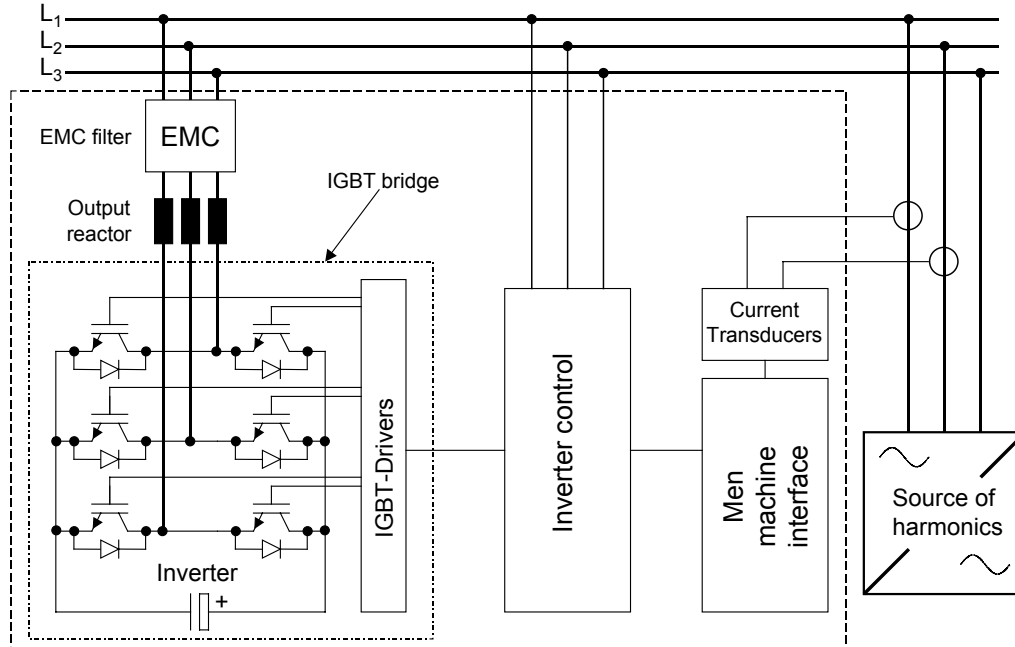 L1
L2
L3
EMC filter
EMC
IGBT bridge
Output
reactor
Current
Transducers
IGBT-Drivers
Inverter control
Men
machine
interface
Source of
harmonics
Inverter
+